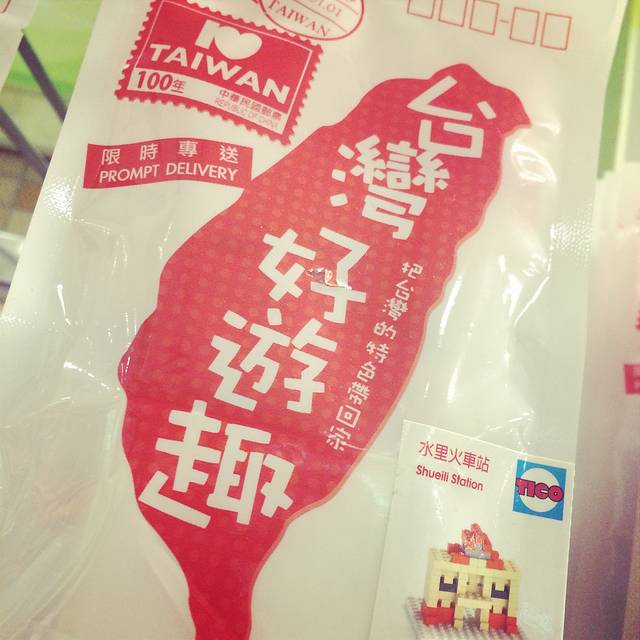 .01.01
TAIWAN
TAIWAN
100年
中華民國郵票
REPUBLIC OF CHINA
限時專送
PROMPT DELIVERY
台灣好遊趣
把台灣的特色帶回家
水里火車站
Shueili Station
TICO